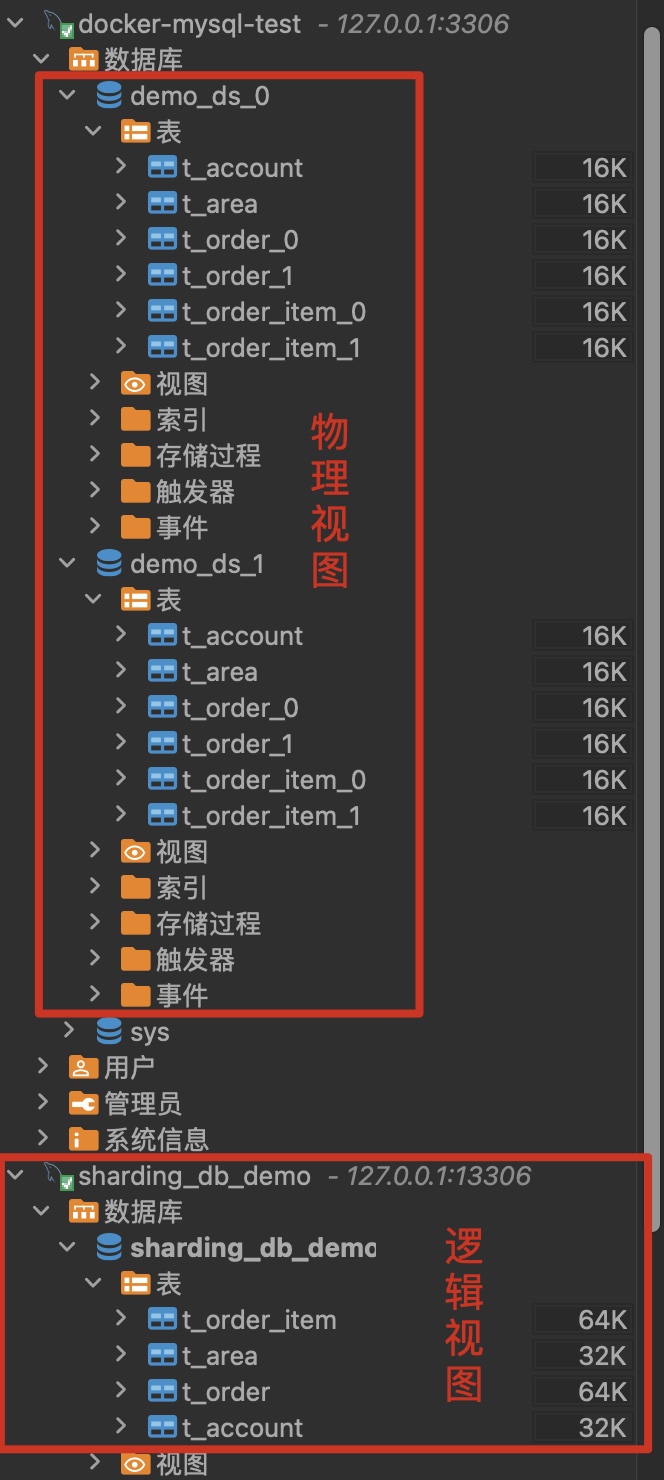 docker-mysql-test - 127.0.0.1:3306
数据库
demo_ds_0
表
t_account 16K
t_area 16K
t_order_0 16K
t_order_1 16K
t_order_item_0 16K
t_order_item_1 16K
视图
索引
存储过程
触发器
事件
物理视图
demo_ds_1
表
t_account 16K
t_area 16K
t_order_0 16K
t_order_1 16K
t_order_item_0 16K
t_order_item_1 16K
视图
索引
存储过程
触发器
事件
sys
用户
管理员
系统信息
sharding_db_demo - 127.0.0.1:13306
数据库
sharding_db_demo
表
t_order_item 64K
t_area 32K
t_order 64K
t_account 32K
逻辑视图
视图